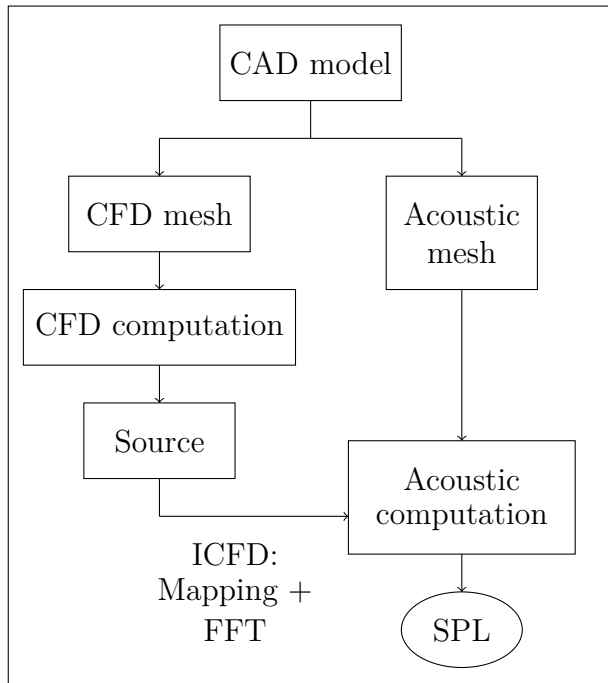 CAD model
CFD mesh
Acoustic
mesh
CFD computation
Source
Acoustic
computation
ICFD:
Mapping +
FFT
SPL